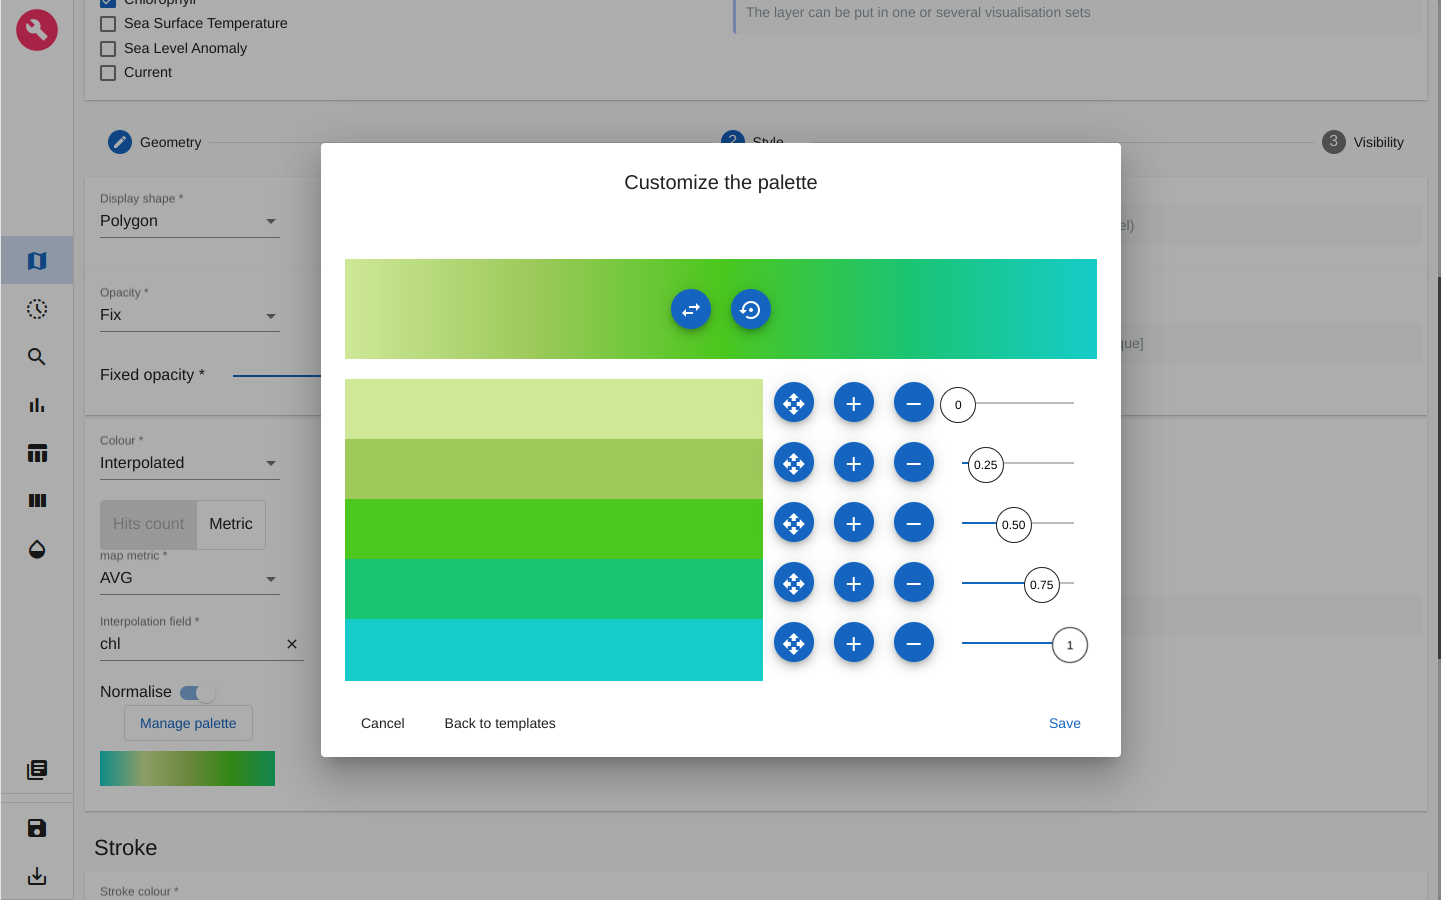 Chlorophyll
Sea Surface Temperature
Sea Level Anomaly
Current
The layer can be put in one or several visualisation sets
Geometry
2
Style
3
Visibility
Display shape *
Polygon
Opacity *
Fix
Fixed opacity *
Colour *
Interpolated
Hits count
Metric
map metric *
AVG
Interpolation field *
chl
Normalise
Manage palette
Stroke
Stroke colour *
el)
que]
Customize the palette
0
0.25
0.50
0.75
1
Cancel
Back to templates
Save